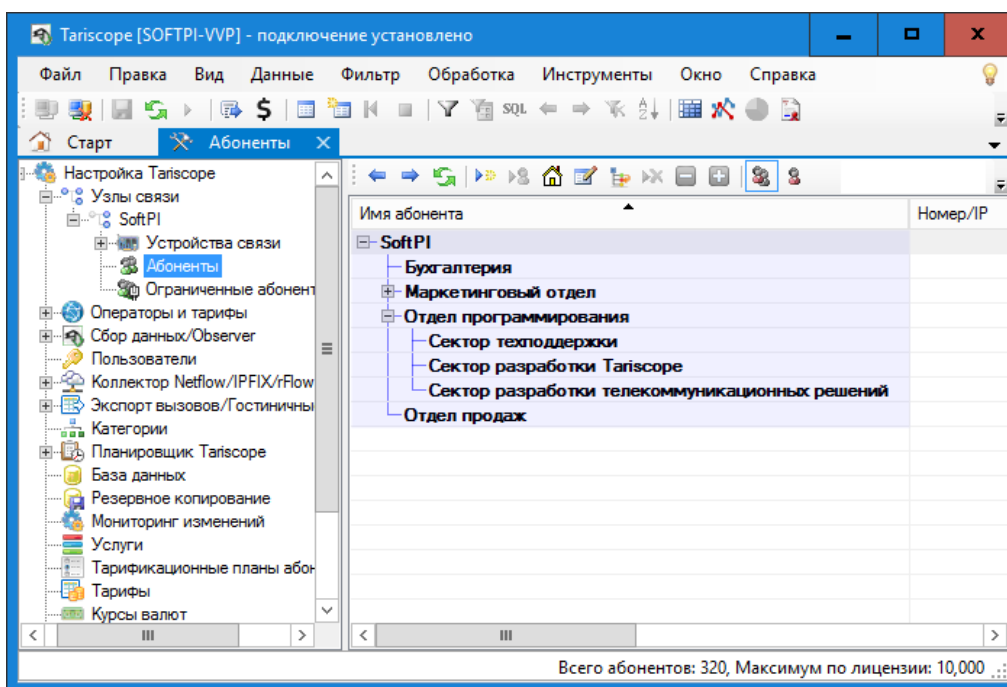 Tariscope [SOFTPI-VVP] - подключение установлено
Файл Правка Вид Данные Фильтр Обработка Инструменты Окно Справка
SQL
Старт
Абоненты
Настройка Tariscope
Узлы связи
SoftPI
Устройства связи
Абоненты
Ограниченные абонент
Операторы и тарифы
Сбор данных/Observer
Пользователи
Коллектор Netflow/IPFIX/rFlow
Экспорт вызовов/Гостиничны
Категории
Планировщик Tariscope
База данных
Резервное копирование
Мониторинг изменений
Услуги
Тарификационные планы абон
Тарифы
Курсы валют
Имя абонента Номер/IP
SoftPI
Бухгалтерия
Маркетинговый отдел
Отдел программирования
Сектор техподдержки
Сектор разработки Tariscope
Сектор разработки телекоммуникационных решений
Отдел продаж
Всего абонентов: 320, Максимум по лицензии: 10,000